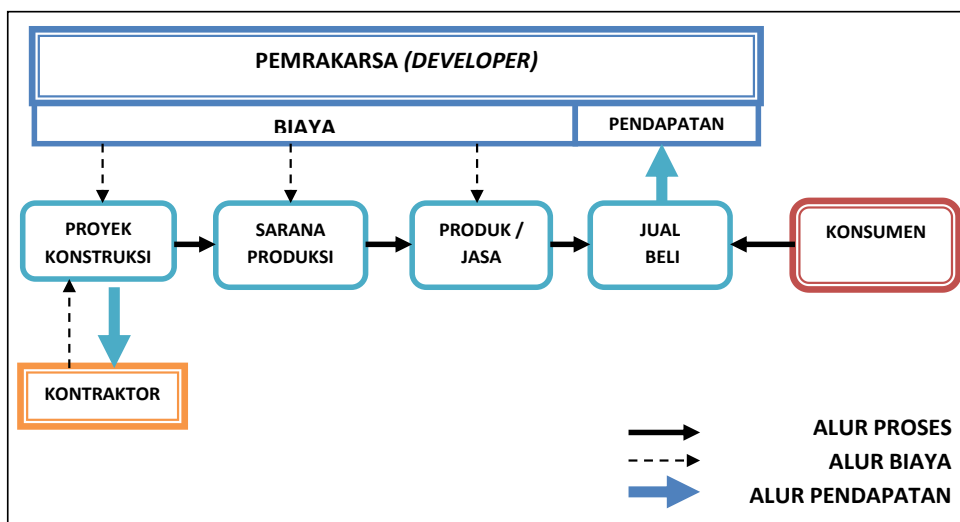 PEMRAKARSA (DEVELOPER)
BIAYA
PENDAPATAN
PROYEK
KONSTRUKSI
SARANA
PRODUKSI
PRODUK /
JASA
JUAL
BELI
KONSUMEN
KONTRAKTOR
ALUR PROSES
ALUR BIAYA
ALUR PENDAPATAN